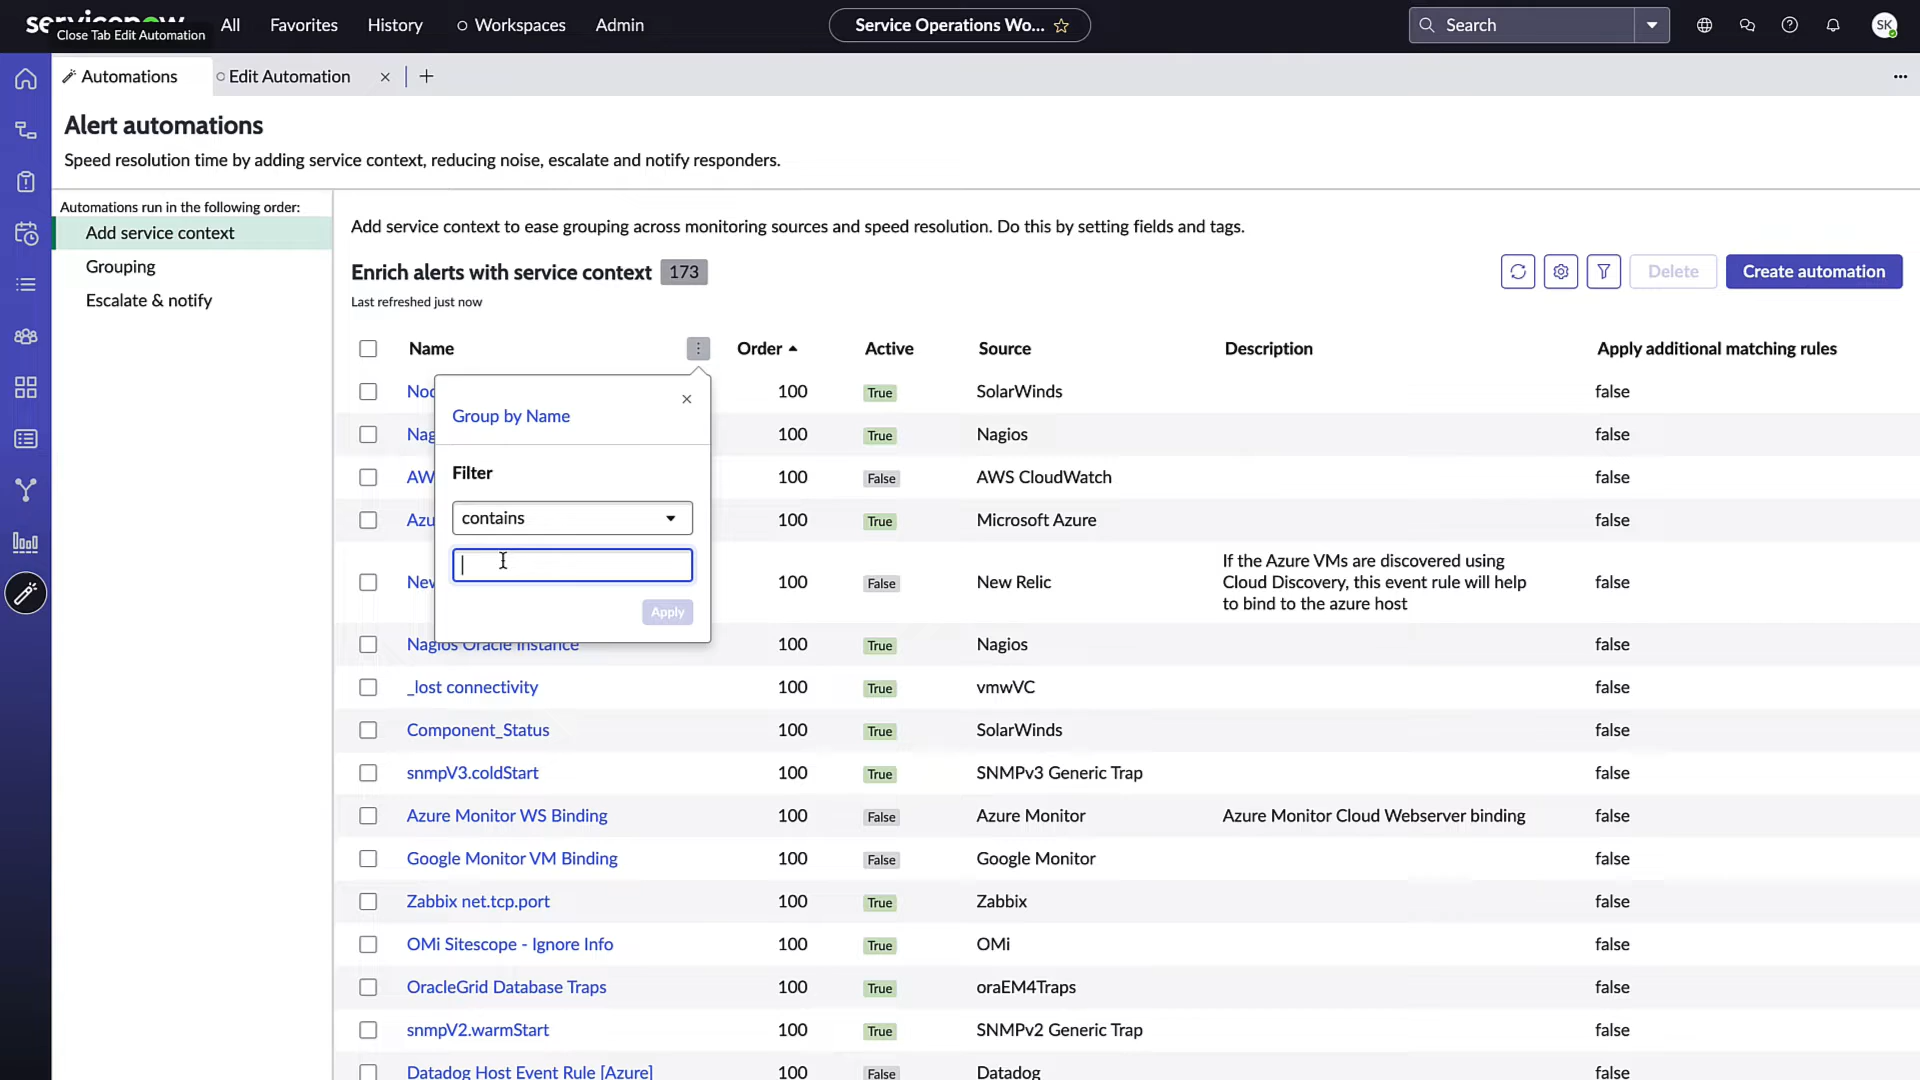 servicenow
Close Tab Edit Automation
All
Favorites
History
Workspaces
Admin
Service Operations Wo...
Search
SK
Automations
Edit Automation
Alert automations
Speed resolution time by adding service context, reducing noise, escalate and notify responders.
Automations run in the following order:
Add service context
Grouping
Escalate & notify
Add service context to ease grouping across monitoring sources and speed resolution. Do this by setting fields and tags.
Enrich alerts with service context 173
Last refreshed just now
Delete
Create automation
Name Order Active Source Description Apply additional matching rules
Group by Name
Filter
contains
Apply
100 True SolarWinds false
Nag 100 True Nagios false
AW 100 False AWS CloudWatch false
Azu 100 True Microsoft Azure false
If the Azure VMs are discovered using
New 100 False New Relic Cloud Discovery, this event rule will help false
to bind to the azure host
Nagios Oracle Instance 100 True Nagios false
_lost connectivity 100 True vmwVC false
Component_Status 100 True SolarWinds false
snmpV3.coldStart 100 True SNMPv3 Generic Trap false
Azure Monitor WS Binding 100 False Azure Monitor Azure Monitor Cloud Webserver binding false
Google Monitor VM Binding 100 False Google Monitor false
Zabbix net.tcp.port 100 True Zabbix false
OMi Sitescope - Ignore Info 100 True OMi false
OracleGrid Database Traps 100 True oraEM4Traps false
snmpV2.warmStart 100 True SNMPv2 Generic Trap false
Datadog Host Event Rule [Azure] 100 False Datadog false